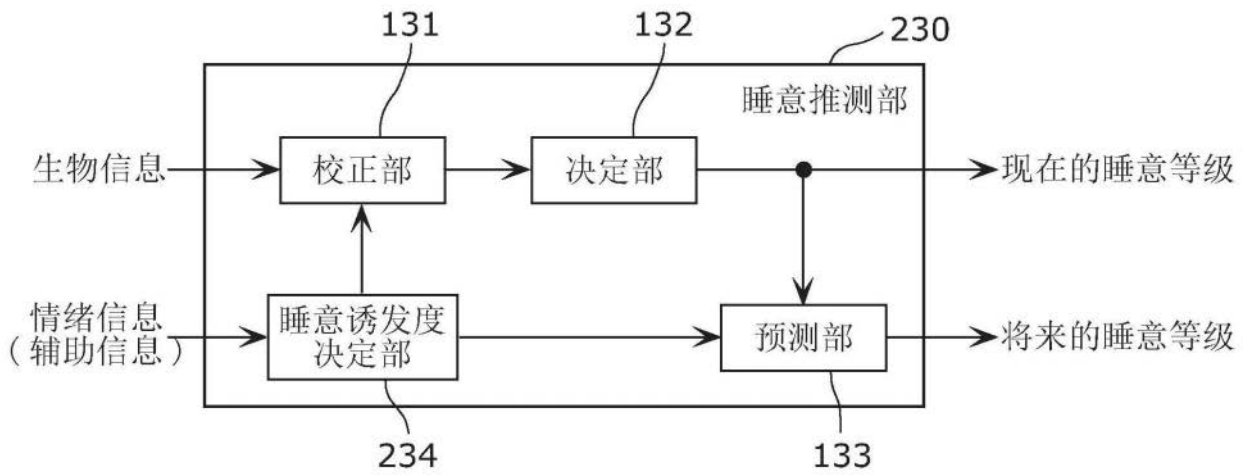 131
132
230
睡意推测部
生物信息
校正部
决定部
现在的睡意等级
情绪信息
（辅助信息）
睡意诱发度
决定部
预测部
将来的睡意等级
234
133